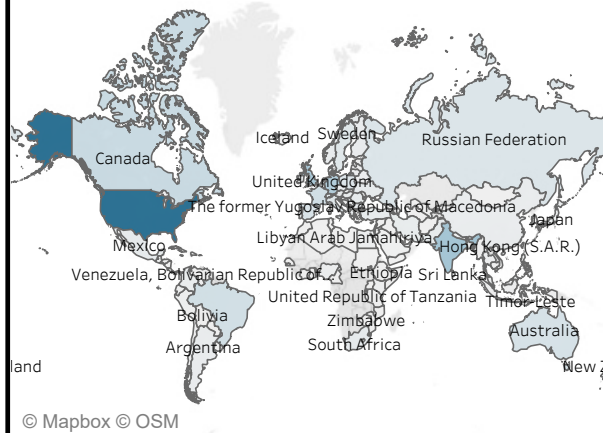 Iceland
Sweden
Russian Federation
Canada
United Kingdom
The former Yugoslav Republic of Macedonia
Japan
Mexico
Libyan Arab Jamahiriya
Hong Kong (S.A.R.)
Venezuela, Bolivarian Republic of...
Ethiopia
Sri Lanka
United Republic of Tanzania
Timor-Leste
Bolivia
Zimbabwe
Australia
Argentina
South Africa
land
New Z
© Mapbox © OSM